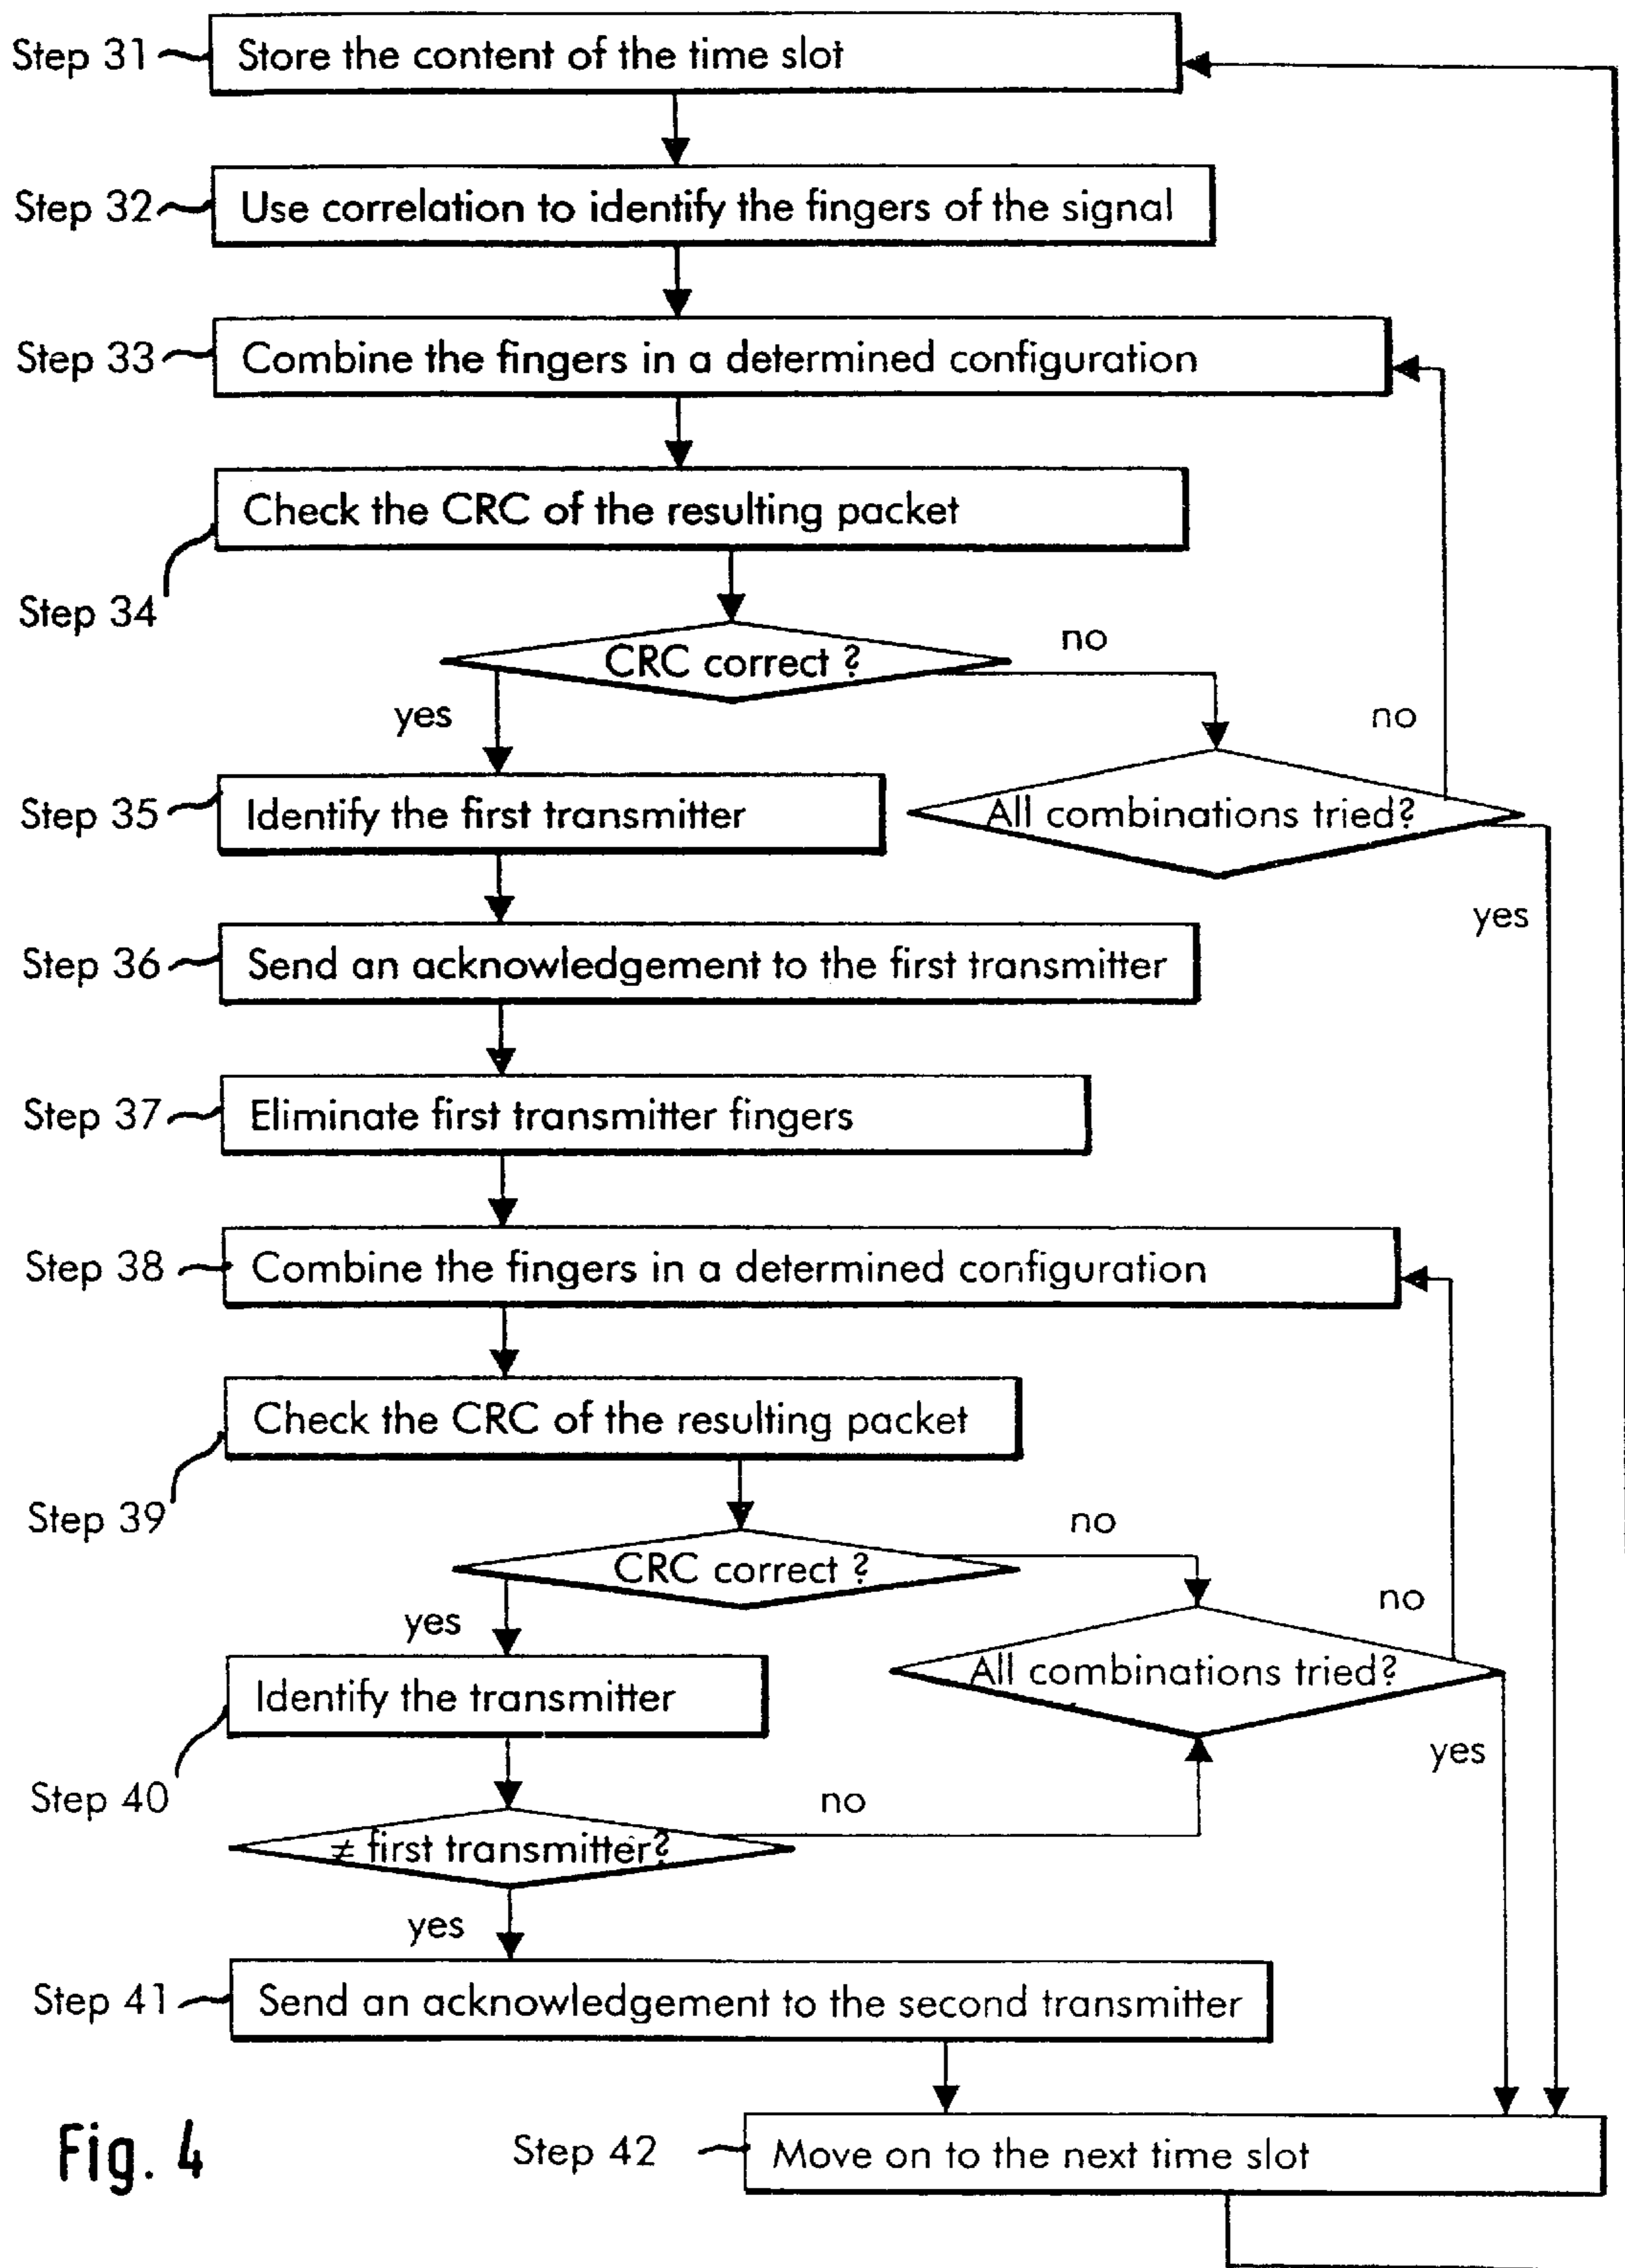 Step 31 Store the content of the time slot
Step 32 Use correlation to identify the fingers of the signal
Step 33 Combine the fingers in a determined configuration
Check the CRC of the resulting packet
Step 34
CRC correct ?
no
yes
no
Step 35 Identify the first transmitter
All combinations tried?
yes
Step 36 Send an acknowledgement to the first transmitter
Step 37 Eliminate first transmitter fingers
Step 38 Combine the fingers in a determined configuration
Check the CRC of the resulting packet
Step 39
CRC correct ?
no
yes
no
Identify the transmitter
All combinations tried?
yes
Step 40
no
≠ first transmitter?
yes
Step 41 Send an acknowledgement to the second transmitter
Fig. 4
Step 42 Move on to the next time slot